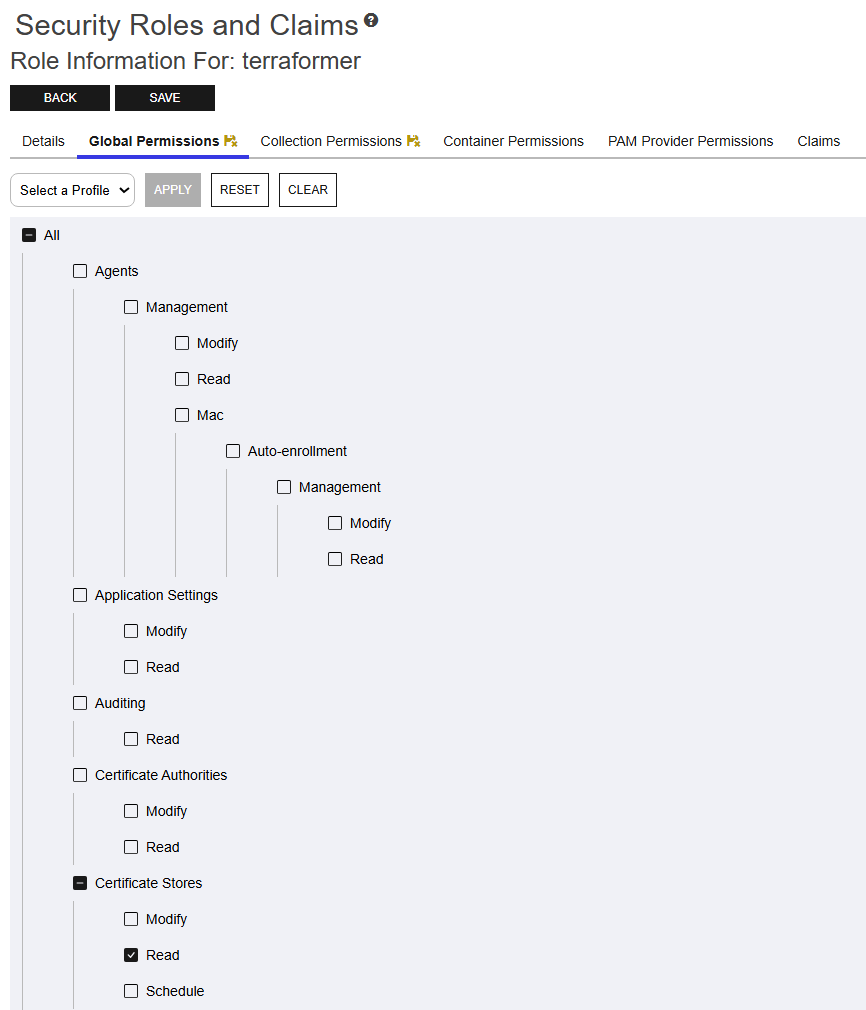 Security Roles and Claims ?
Role Information For: terraformer
BACK SAVE
Details Global Permissions Collection Permissions Container Permissions PAM Provider Permissions Claims
Select a Profile APPLY RESET CLEAR
All
Agents
Management
Modify
Read
Mac
Auto-enrollment
Management
Modify
Read
Application Settings
Modify
Read
Auditing
Read
Certificate Authorities
Modify
Read
Certificate Stores
Modify
Read
Schedule